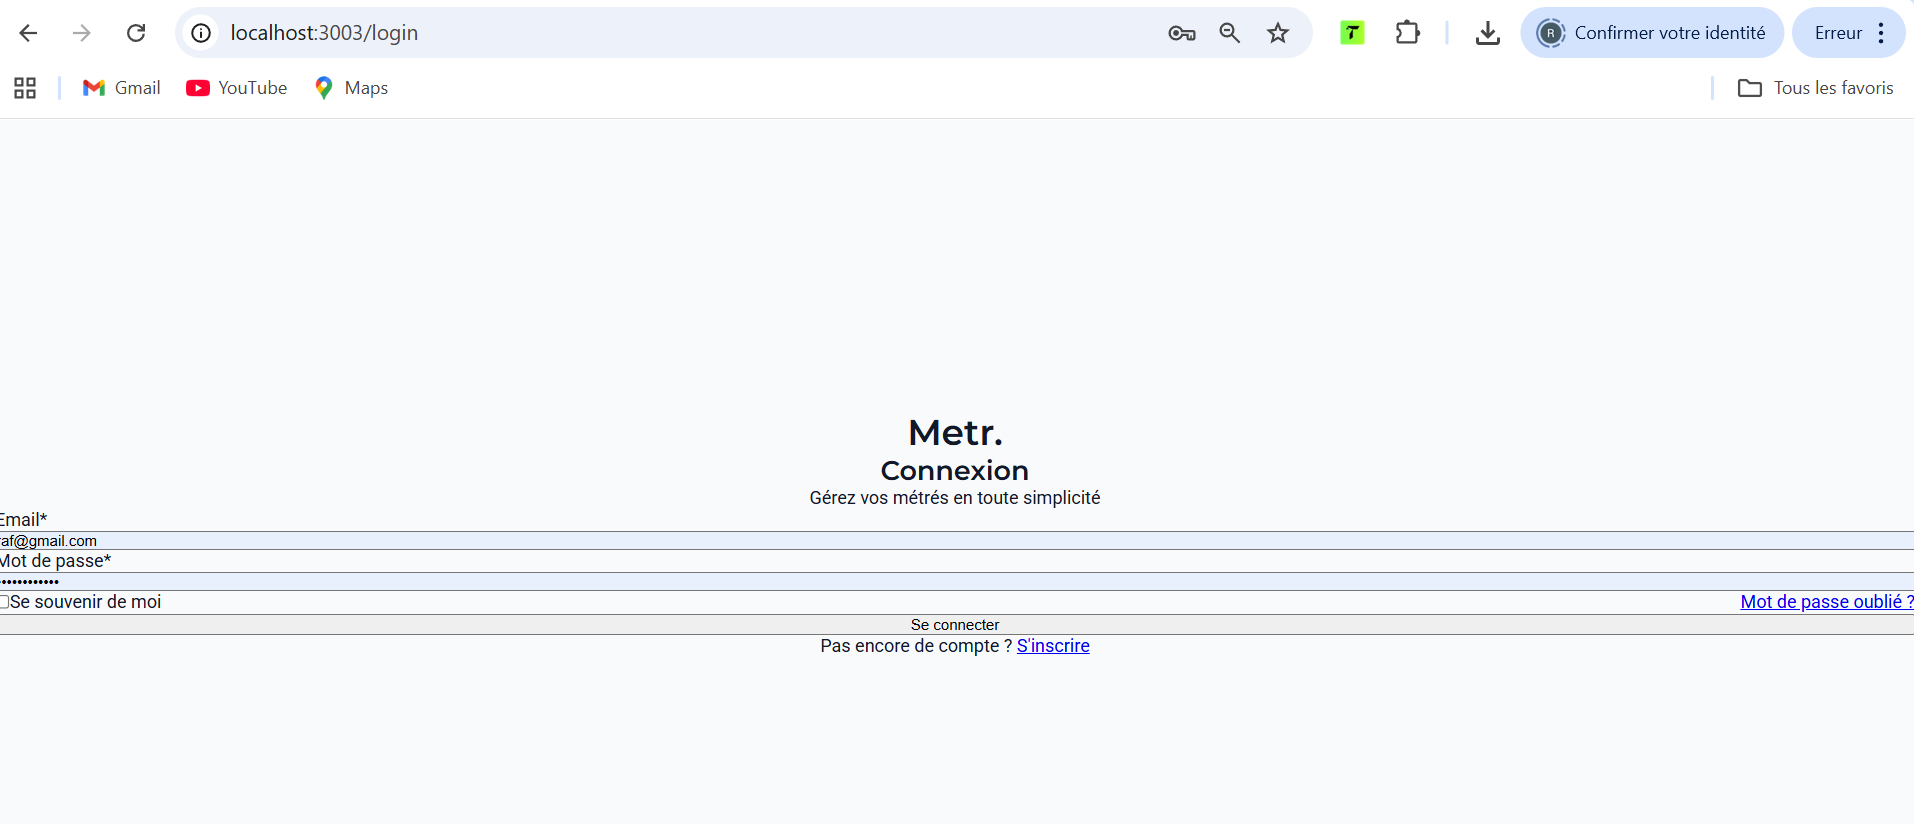 localhost:3003/login
R
Confirmer votre identité
Erreur
Gmail
YouTube
Maps
Tous les favoris
Metr.
Connexion
Gérez vos métrés en toute simplicité
Email*
raf@gmail.com
Mot de passe*
••••••••••••
Se souvenir de moi
Mot de passe oublié ?
Se connecter
Pas encore de compte ? S'inscrire